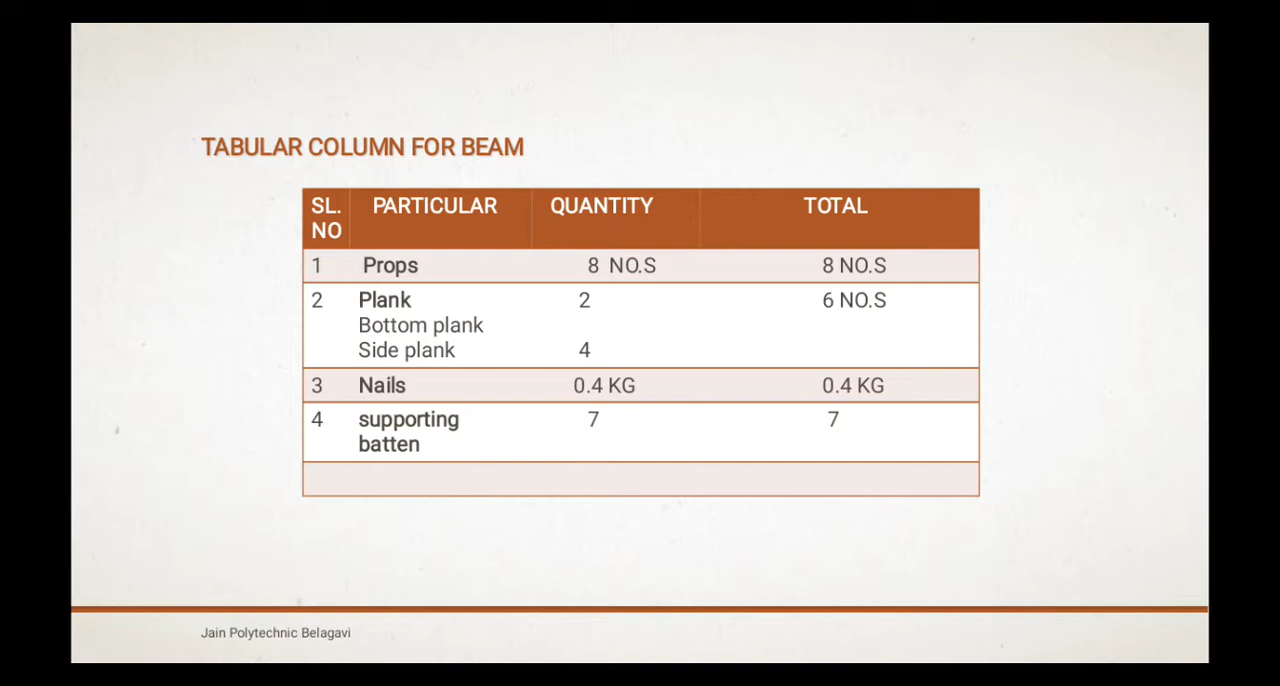 TABULAR COLUMN FOR BEAM
SL. NO PARTICULAR QUANTITY TOTAL
1 Props 8 NO.S 8 NO.S
2 Plank 2 6 NO.S
Bottom plank
Side plank 4
3 Nails 0.4 KG 0.4 KG
4 supporting 7 7
batten
Jain Polytechnic Belagavi